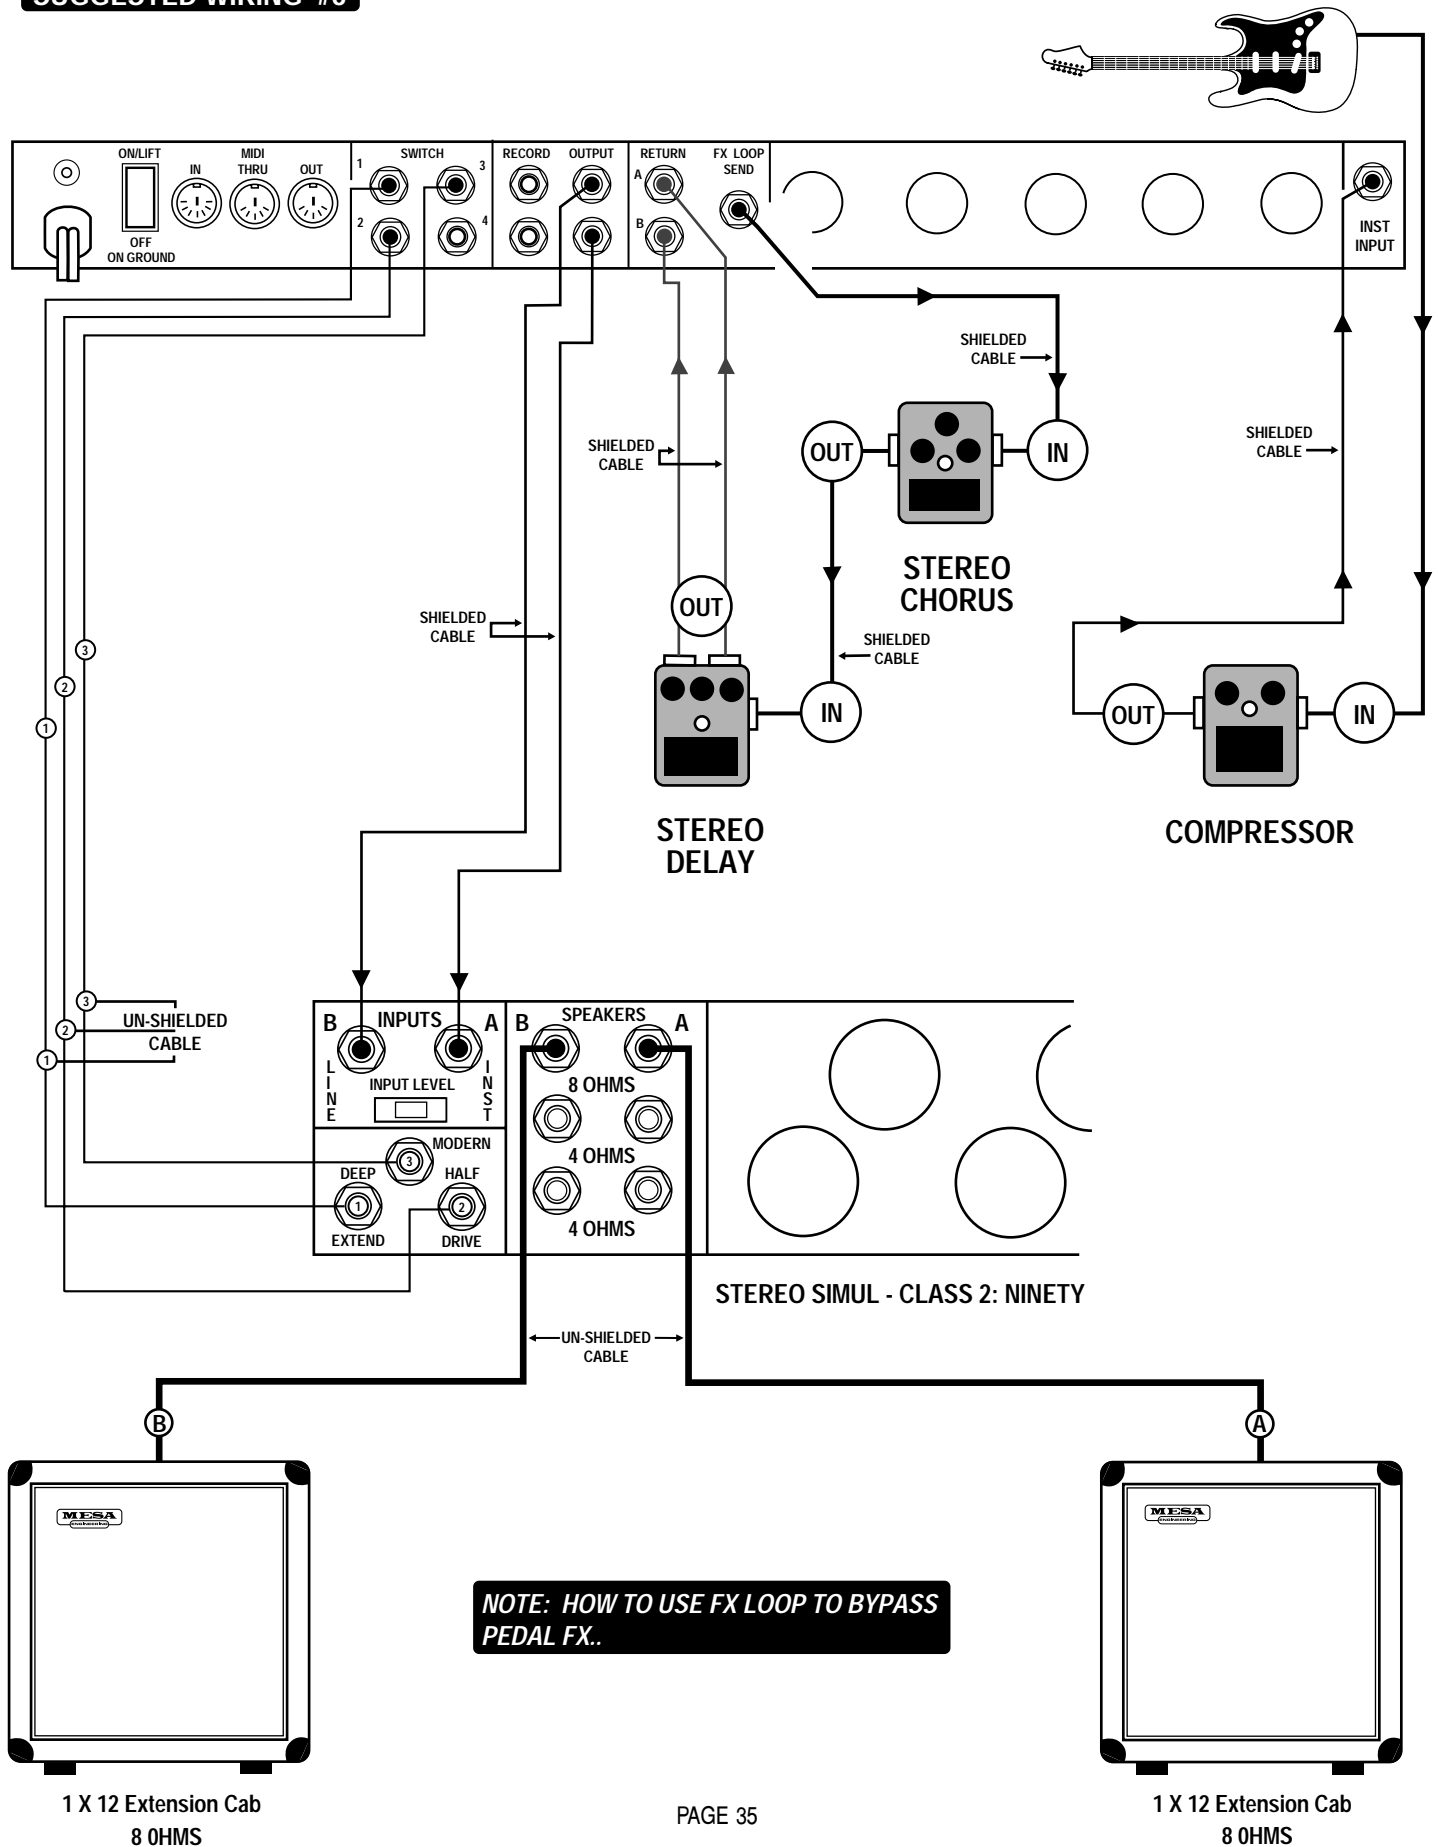 SUGGESTED WIRING #6
ON/LIFT
OFF
ON GROUND
MIDI
IN
THRU
OUT
SWITCH
1
3
2
4
RECORD
OUTPUT
RETURN
A
B
FX LOOP
SEND
INST
INPUT
SHIELDED
CABLE
SHIELDED
CABLE
SHIELDED
CABLE
OUT
IN
STEREO
CHORUS
OUT
SHIELDED
CABLE
SHIELDED
CABLE
IN
OUT
IN
STEREO
DELAY
COMPRESSOR
3
2
1
3
2
1
UN-SHIELDED
CABLE
B
INPUTS
A
LINE
INST
INPUT LEVEL
MODERN
3
DEEP
1
EXTEND
HALF
2
DRIVE
B
SPEAKERS
A
8 OHMS
4 OHMS
4 OHMS
STEREO SIMUL - CLASS 2: NINETY
UN-SHIELDED
CABLE
B
A
MESA
ENGINEERING
MESA
ENGINEERING
NOTE: HOW TO USE FX LOOP TO BYPASS
PEDAL FX..
1 X 12 Extension Cab
8 0HMS
PAGE 35
1 X 12 Extension Cab
8 0HMS